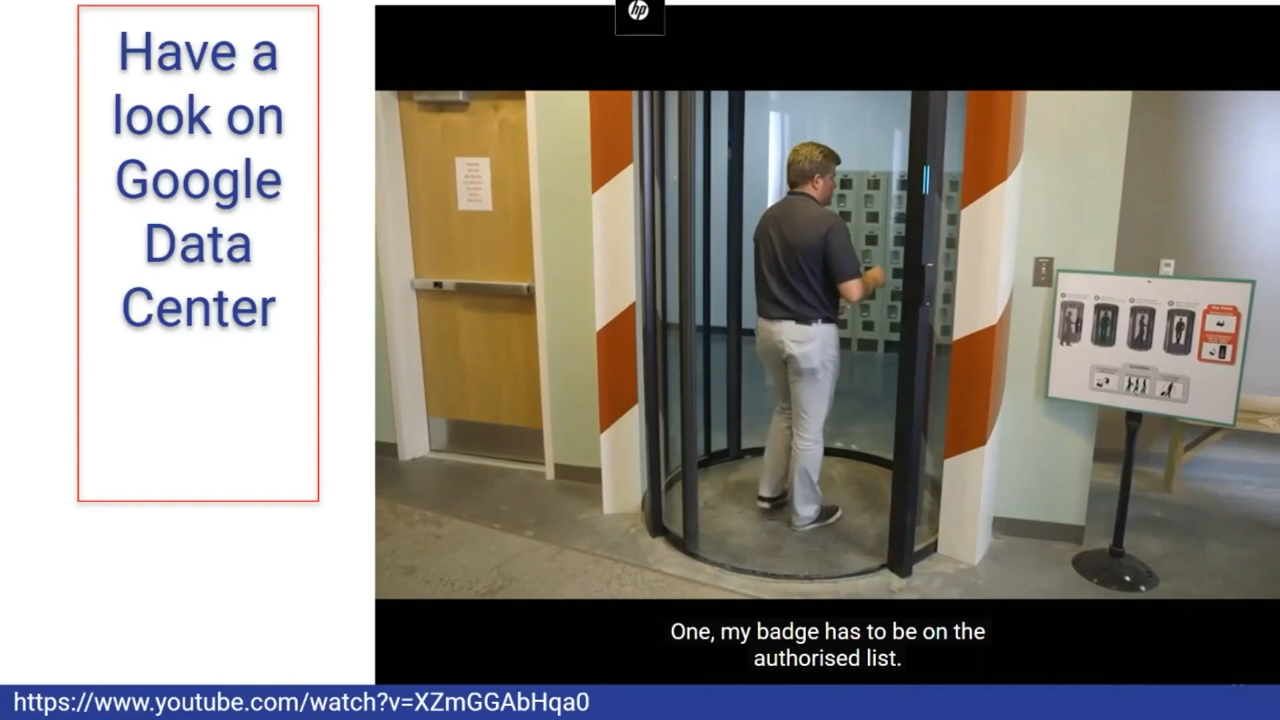 Have a
look on
Google
Data
Center
hp
One, my badge has to be on the
authorised list.
https://www.youtube.com/watch?v=XZmGGAbHqa0